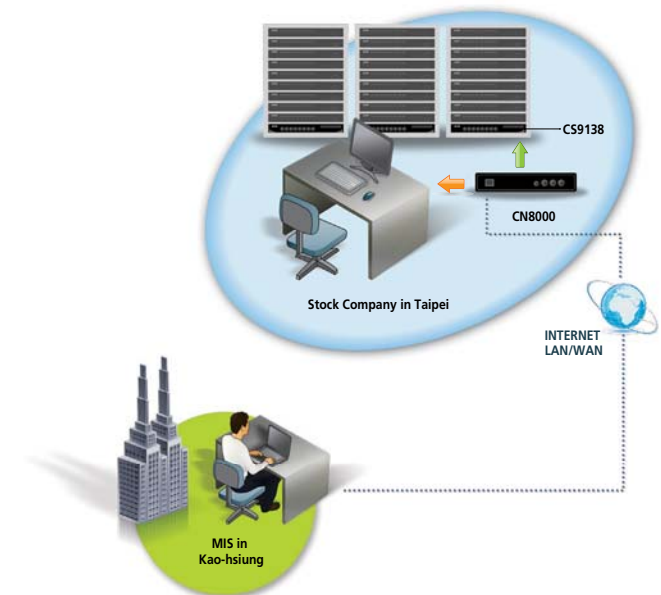 CS9138
CN8000
Stock Company in Taipei
INTERNET
LAN/WAN
MIS in
Kao-hsiung